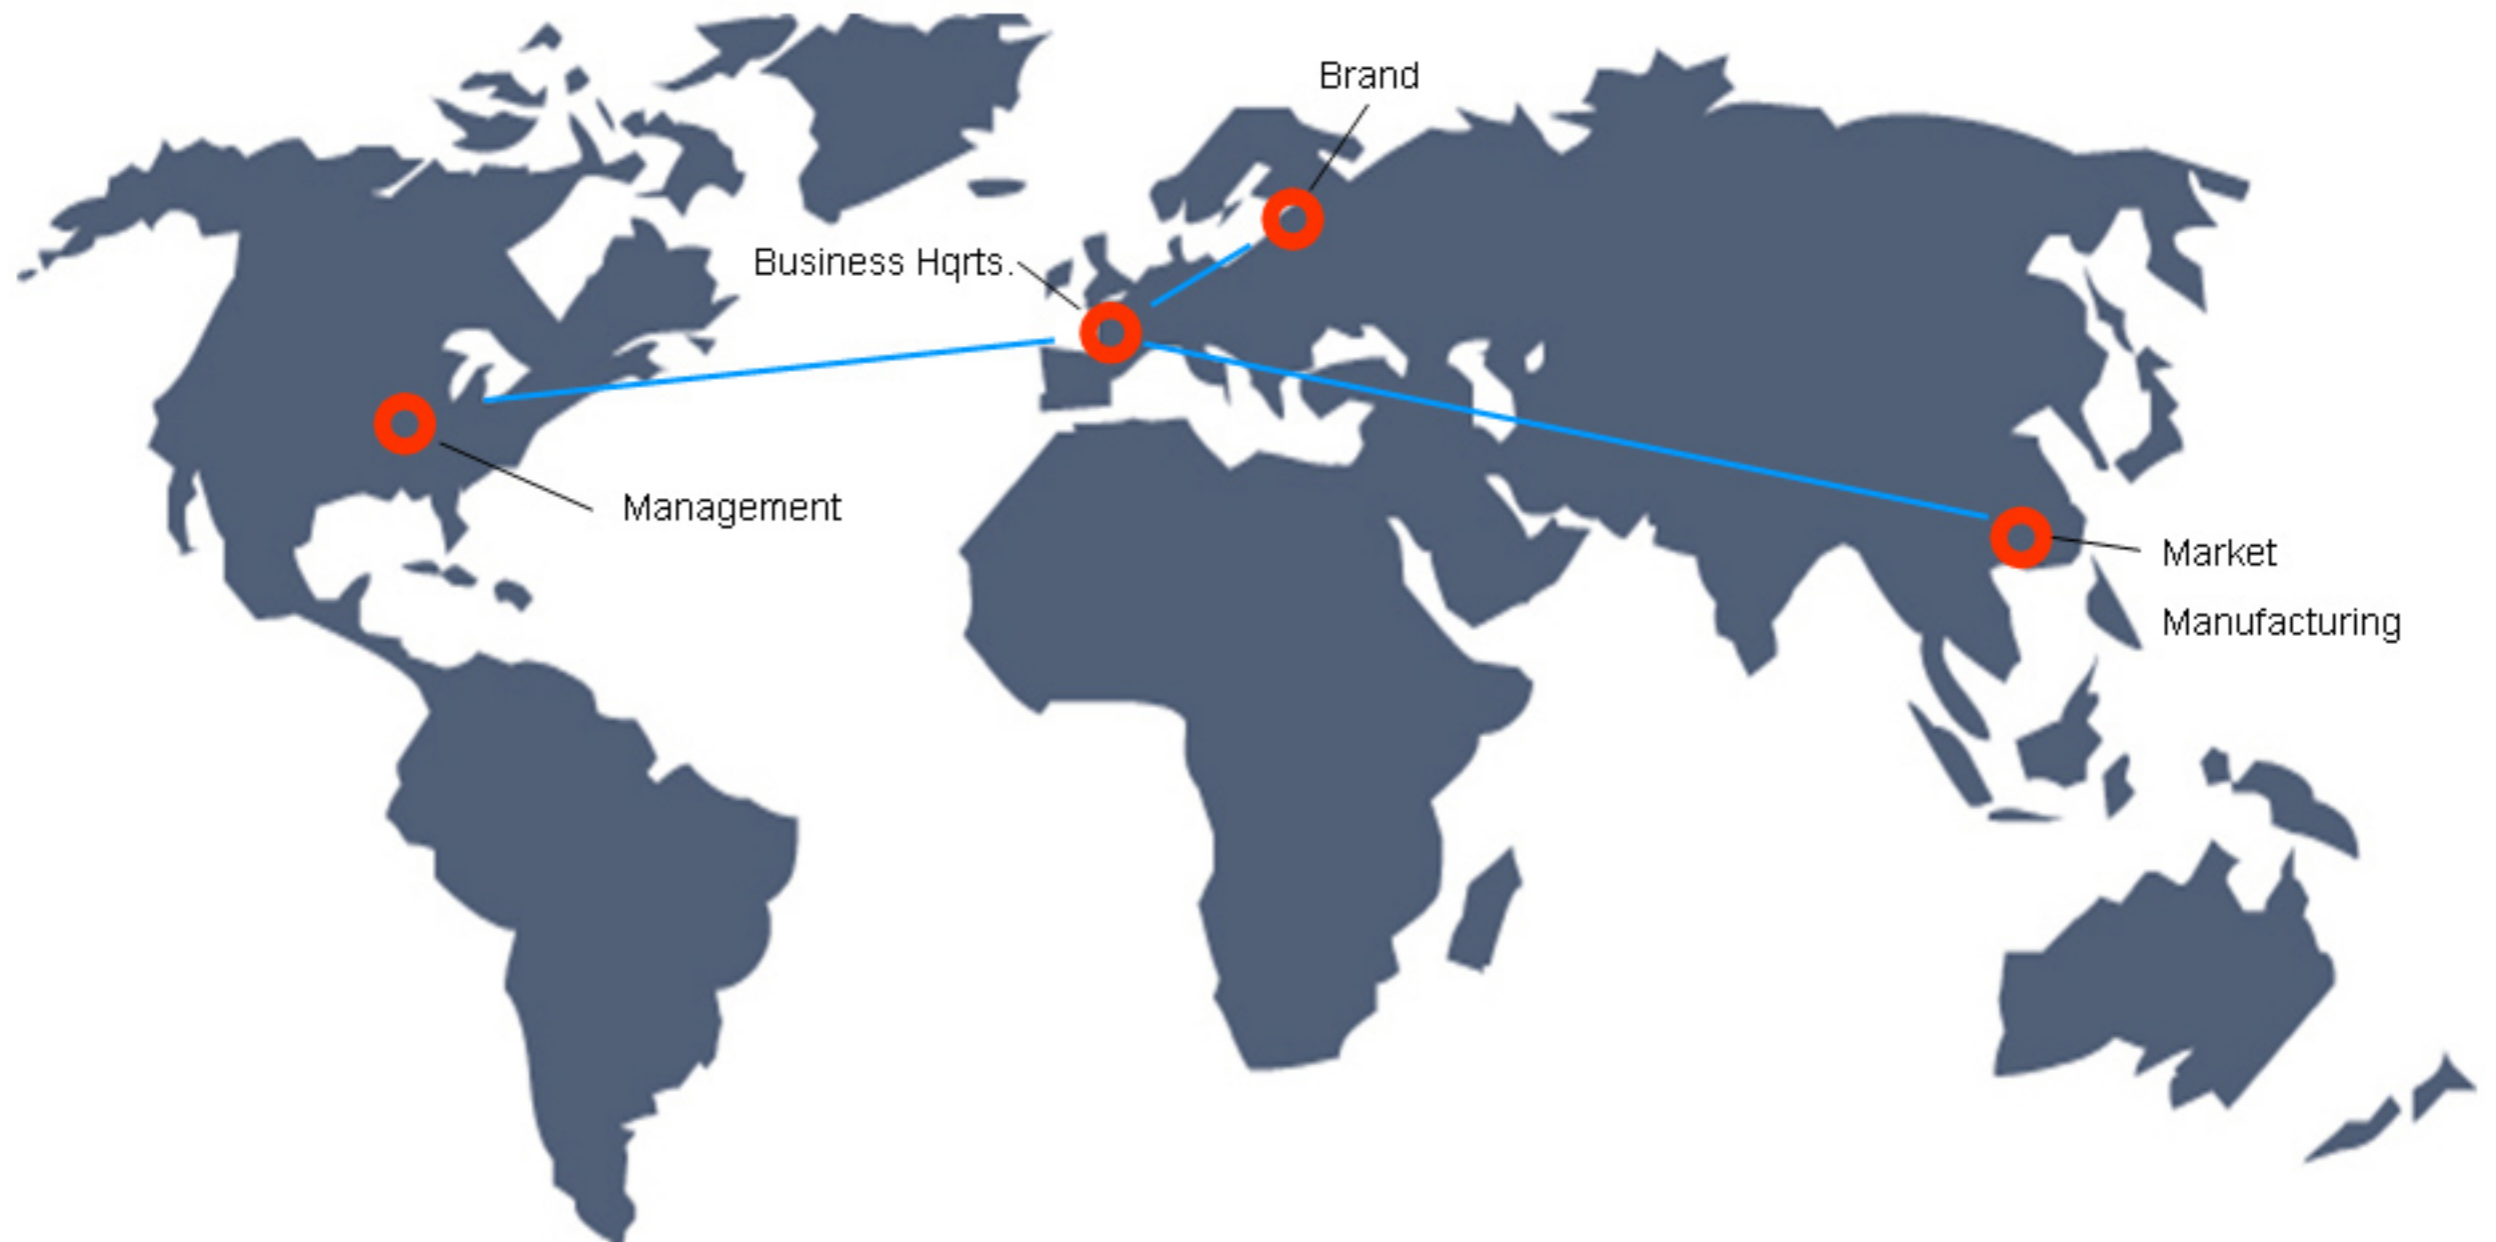 Brand
Business Hqrts.
Management
Market
Manufacturing